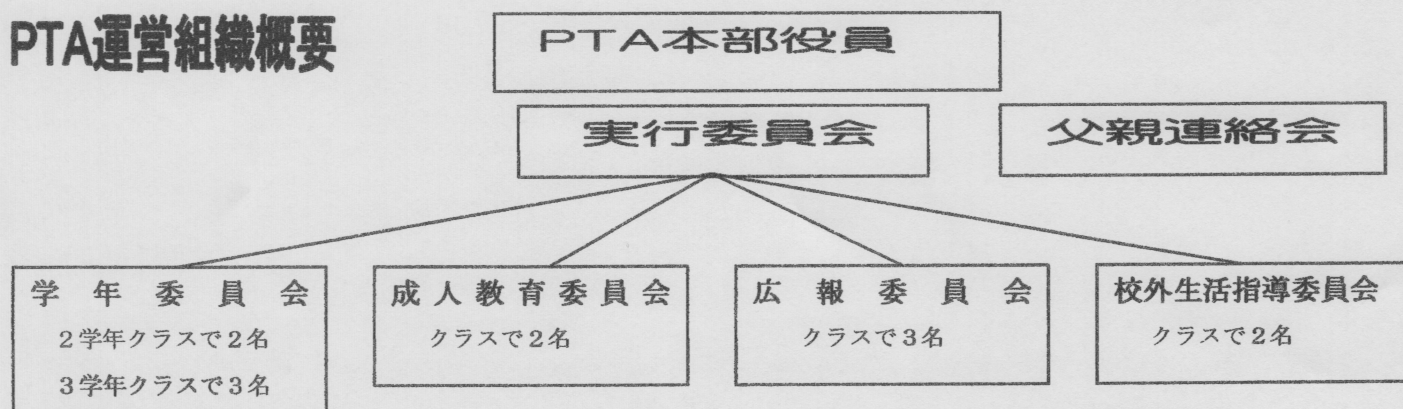 PTA運営組織概要
PTA本部役員
実行委員会
父親連絡会
学年委員会
2学年クラスで2名
3学年クラスで3名
成人教育委員会
クラスで2名
広報委員会
クラスで3名
校外生活指導委員会
クラスで2名